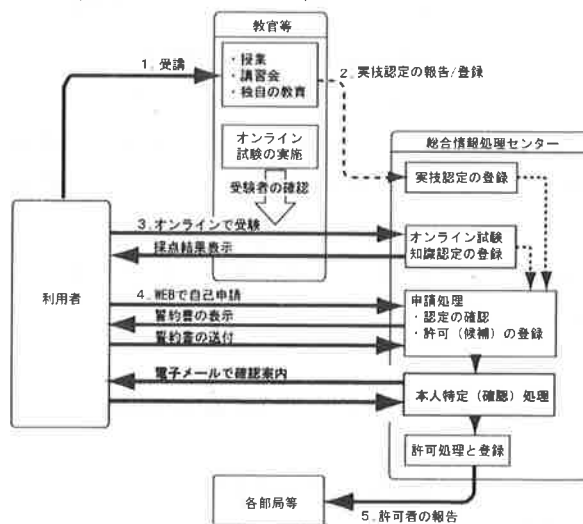 教官等
1．受講
・授業
・講習会
・独自の教育
2．実技認定の報告/登録
オンライン
試験の実施
総合情報処理センター
受験者の確認
実技認定の登録
3．オンラインで受験
採点結果表示
オンライン試験
知識認定の登録
利用者
4．WEBで自己申請
誓約書の表示
誓約書の送付
申請処理
・認定の確認
・許可（候補）の登録
電子メールで確認案内
本人特定（確認）処理
許可処理と登録
各部局等
5．許可者の報告